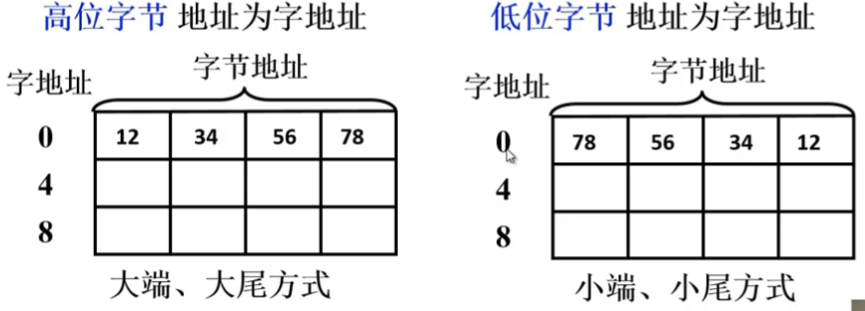 高位字节 地址为字地址
字地址
字节地址
0 12 34 56 78
4
8
大端、大尾方式
低位字节 地址为字地址
字地址
字节地址
0 78 56 34 12
4
8
小端、小尾方式